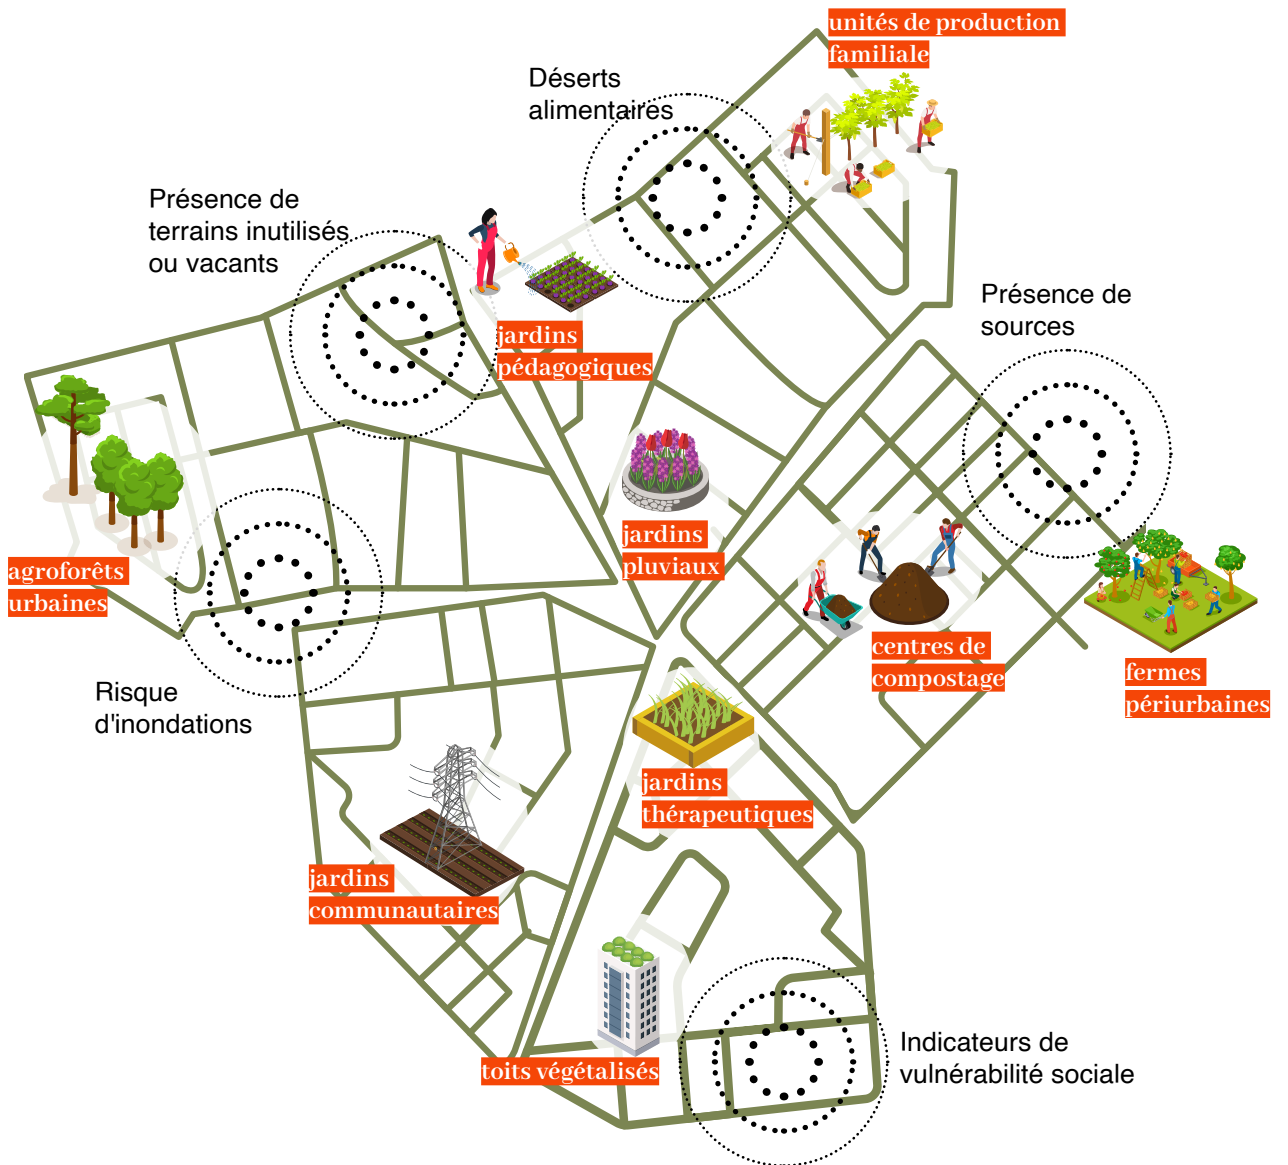 unités de production
familiale
Déserts
alimentaires
Présence de
terrains inutilisés
ou vacants
Présence de
sources
jardins
pédagogiques
jardins
pluviaux
agroforêts
urbaines
centres de
compostage
fermes
périurbaines
Risque
d'inondations
jardins
thérapeutiques
jardins
communautaires
toits végétalisés
Indicateurs de
vulnérabilité sociale